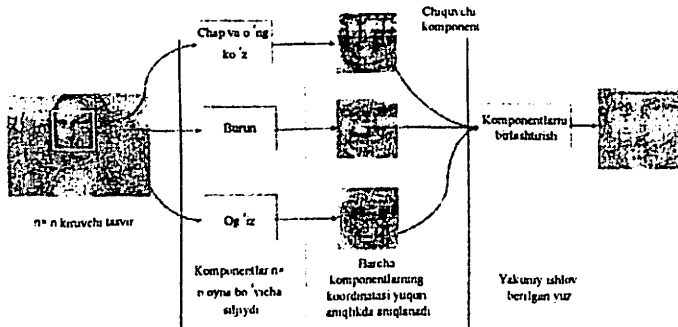 Chap va o'ng
ko'z
Chiquvchi
komponent
Burun
Komponentlarni
birlashtirish
n* n kiruvchi tasvir
Og'iz
Komponentlar n*
n oyna bo'yicha
siljiydi
Barcha
komponentlarning
koordinatasi yuqori
aniqlikda aniqlanadi
Yakuniy ishlov
berilgan yuz